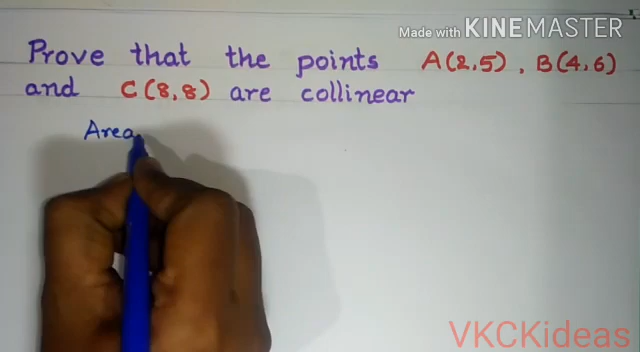 Made with KINEMASTER
Prove that the points A(2,5), B(4,6)
and C(8,8) are collinear
Area
VKCKideas